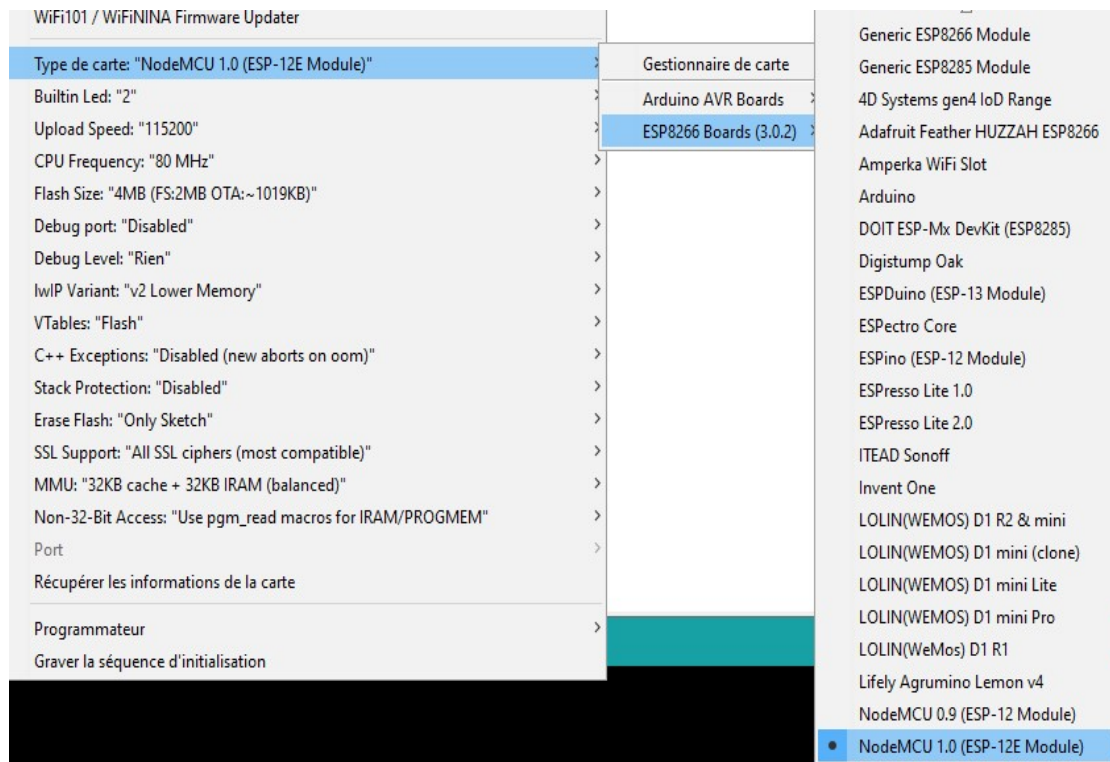 WiFi101 / WiFiNINA Firmware Updater
Type de carte: "NodeMCU 1.0 (ESP-12E Module)"
Builtin Led: "2"
Upload Speed: "115200"
CPU Frequency: "80 MHz"
Flash Size: "4MB (FS:2MB OTA:~1019KB)"
Debug port: "Disabled"
Debug Level: "Rien"
lwIP Variant: "v2 Lower Memory"
VTables: "Flash"
C++ Exceptions: "Disabled (new aborts on oom)"
Stack Protection: "Disabled"
Erase Flash: "Only Sketch"
SSL Support: "All SSL ciphers (most compatible)"
MMU: "32KB cache + 32KB IRAM (balanced)"
Non-32-Bit Access: "Use pgm_read macros for IRAM/PROGMEM"
Port
Récupérer les informations de la carte
Programmateur
Graver la séquence d'initialisation
Gestionnaire de carte
Arduino AVR Boards
ESP8266 Boards (3.0.2)
Generic ESP8266 Module
Generic ESP8285 Module
4D Systems gen4 IoD Range
Adafruit Feather HUZZAH ESP8266
Amperka WiFi Slot
Arduino
DOIT ESP-Mx DevKit (ESP8285)
Digistump Oak
ESPDuino (ESP-13 Module)
ESPectro Core
ESPino (ESP-12 Module)
ESPresso Lite 1.0
ESPresso Lite 2.0
ITEAD Sonoff
Invent One
LOLIN(WEMOS) D1 R2 & mini
LOLIN(WEMOS) D1 mini (clone)
LOLIN(WEMOS) D1 mini Lite
LOLIN(WEMOS) D1 mini Pro
LOLIN(WeMos) D1 R1
Lifely Agrumino Lemon v4
NodeMCU 0.9 (ESP-12 Module)
NodeMCU 1.0 (ESP-12E Module)